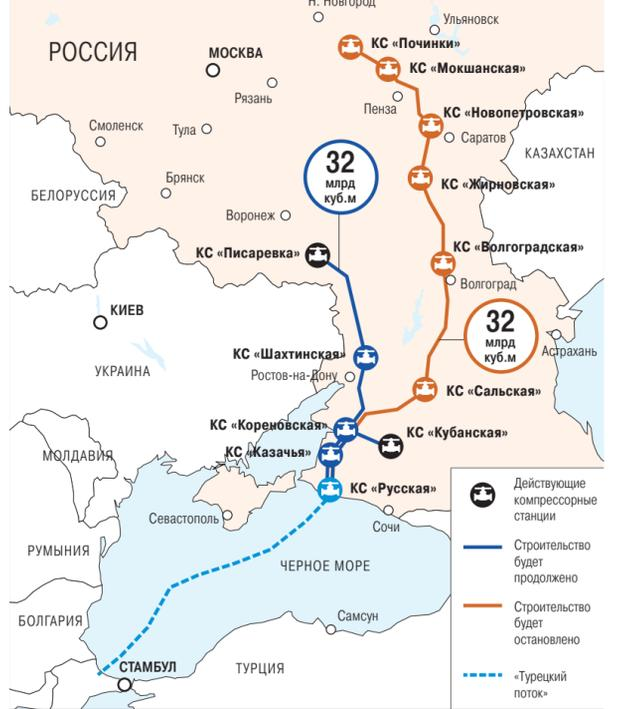 Н. Новгород
Ульяновск
РОССИЯ
МОСКВА
КС «Починки»
КС «Мокшанская»
Рязань
Пенза
КС «Новопетровская»
Смоленск
Тула
Саратов
КАЗАХСТАН
32
млрд
куб.м
Брянск
КС «Жирновская»
БЕЛОРУССИЯ
Воронеж
КС «Писаревка»
КС «Волгоградская»
Волгоград
КИЕВ
32
млрд
куб.м
КС «Шахтинская»
Астрахань
УКРАИНА
Ростов-на-Дону
КС «Сальская»
КС «Кореновская»
КС «Кубанская»
КС «Казачья»
МОЛДАВИЯ
КС «Русская»
Севастополь
Сочи
РУМЫНИЯ
ЧЕРНОЕ МОРЕ
БОЛГАРИЯ
Самсун
СТАМБУЛ
ТУРЦИЯ
Действующие
компрессорные
станции
Строительство
будет
продолжено
Строительство
будет
остановлено
«Турецкий
поток»